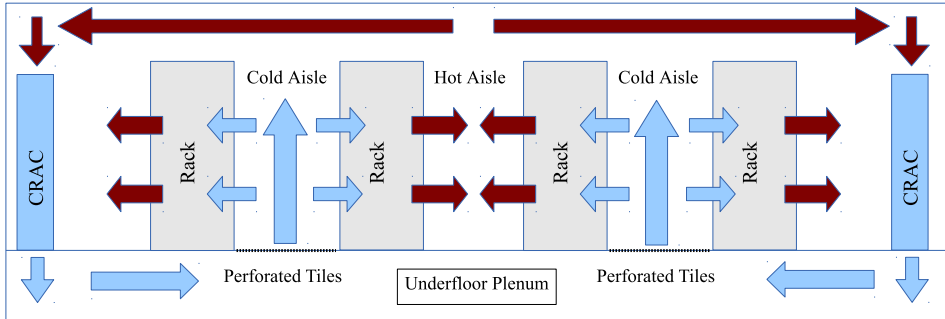 Cold Aisle
Hot Aisle
Cold Aisle
CRAC
Rack
Rack
Rack
Rack
CRAC
Perforated Tiles
Underfloor Plenum
Perforated Tiles